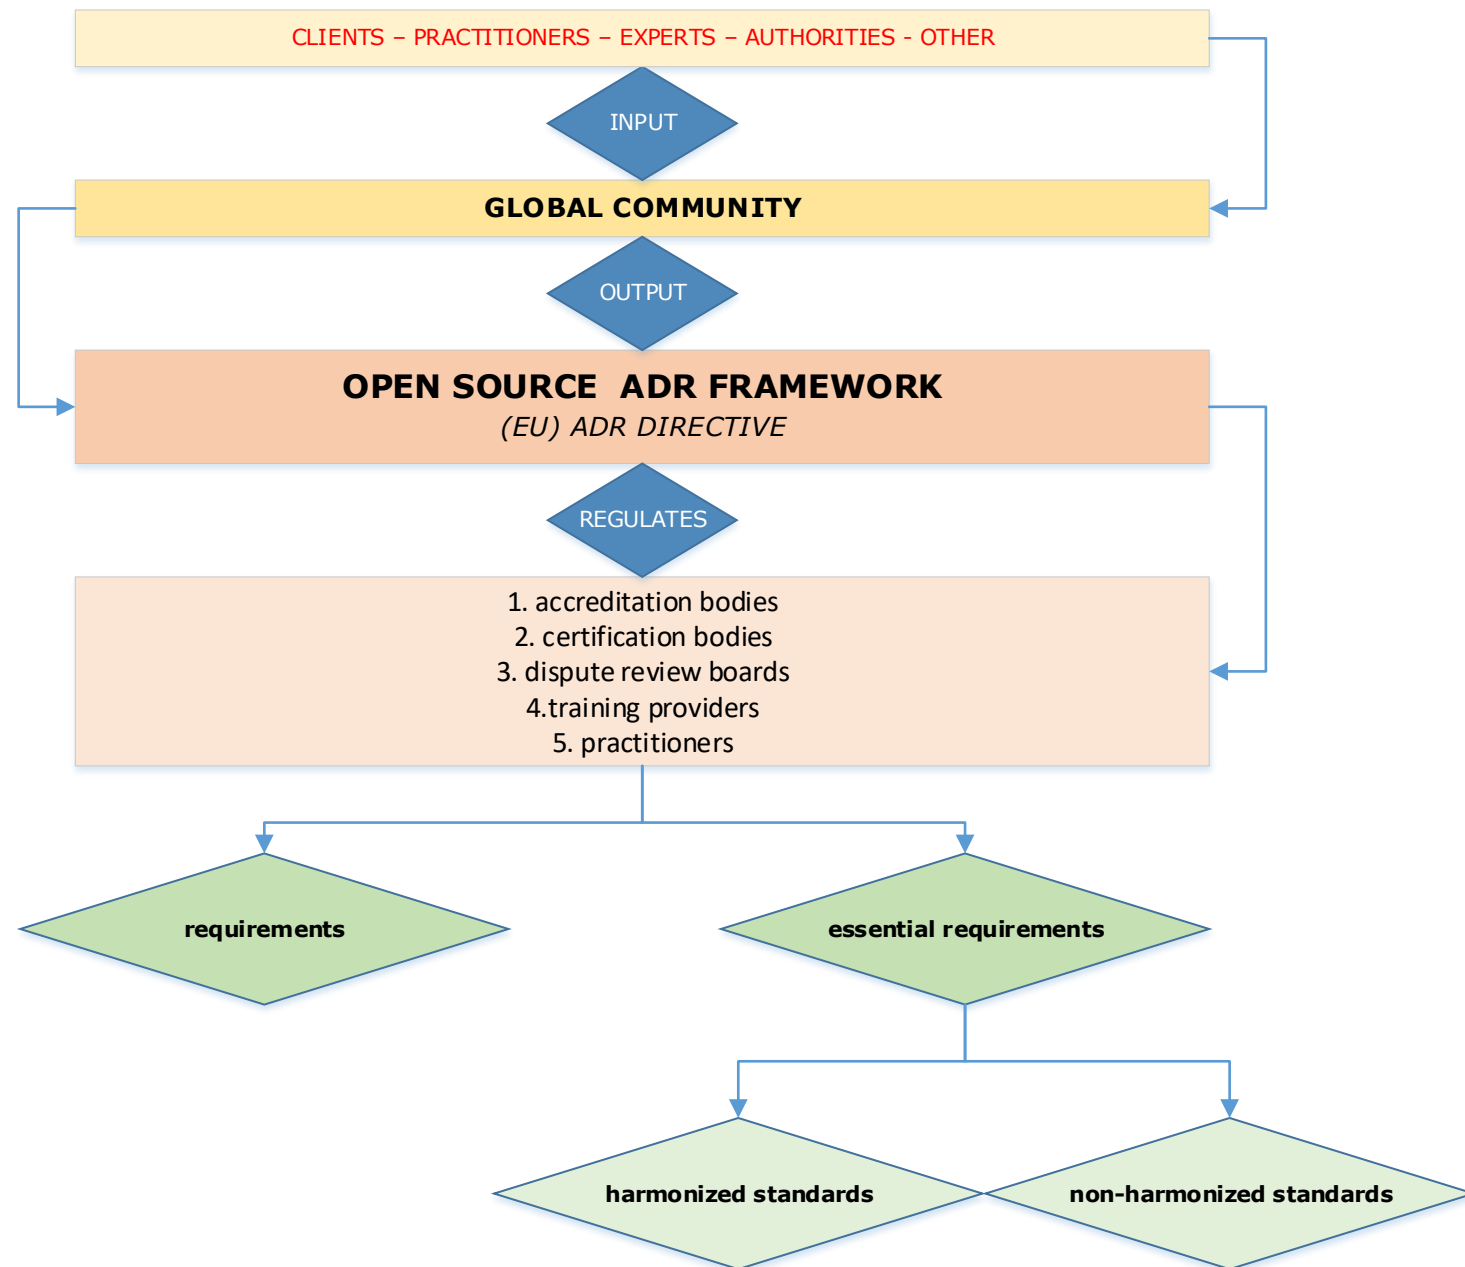 CLIENTS – PRACTITIONERS – EXPERTS – AUTHORITIES - OTHER
INPUT
GLOBAL COMMUNITY
OUTPUT
OPEN SOURCE  ADR FRAMEWORK
(EU) ADR DIRECTIVE
REGULATES
1. accreditation bodies
2. certification bodies
3. dispute review boards
4.training providers
5. practitioners
requirements
essential requirements
harmonized standards
non-harmonized standards